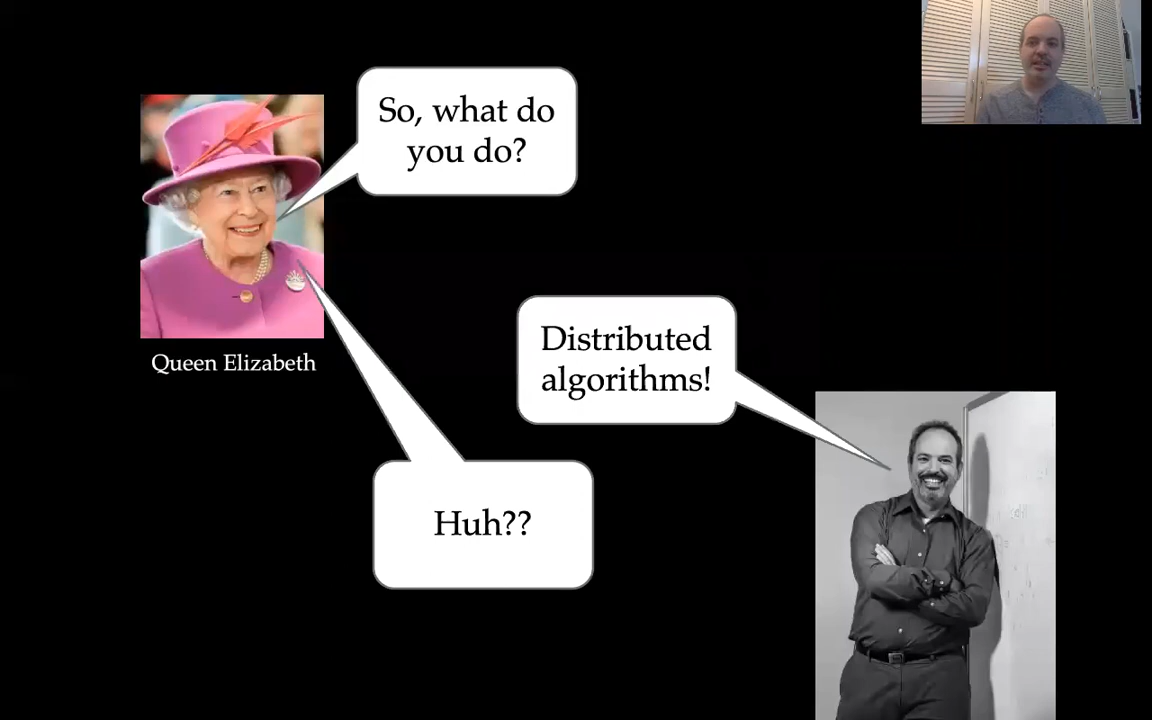 So, what do
you do?
Queen Elizabeth
Distributed
algorithms!
Huh??